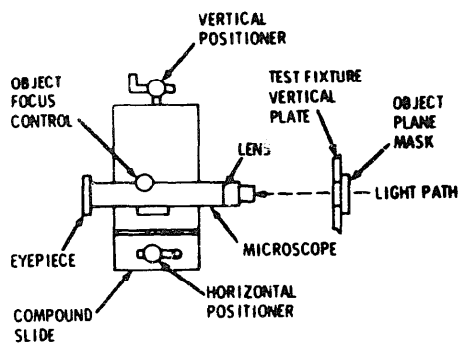 VERTICAL
POSITIONER
OBJECT
FOCUS
CONTROL
TEST FIXTURE
VERTICAL
PLATE
OBJECT
PLANE
MASK
LENS
LIGHT PATH
MICROSCOPE
EYEPIECE
HORIZONTAL
POSITIONER
COMPOUND
SLIDE